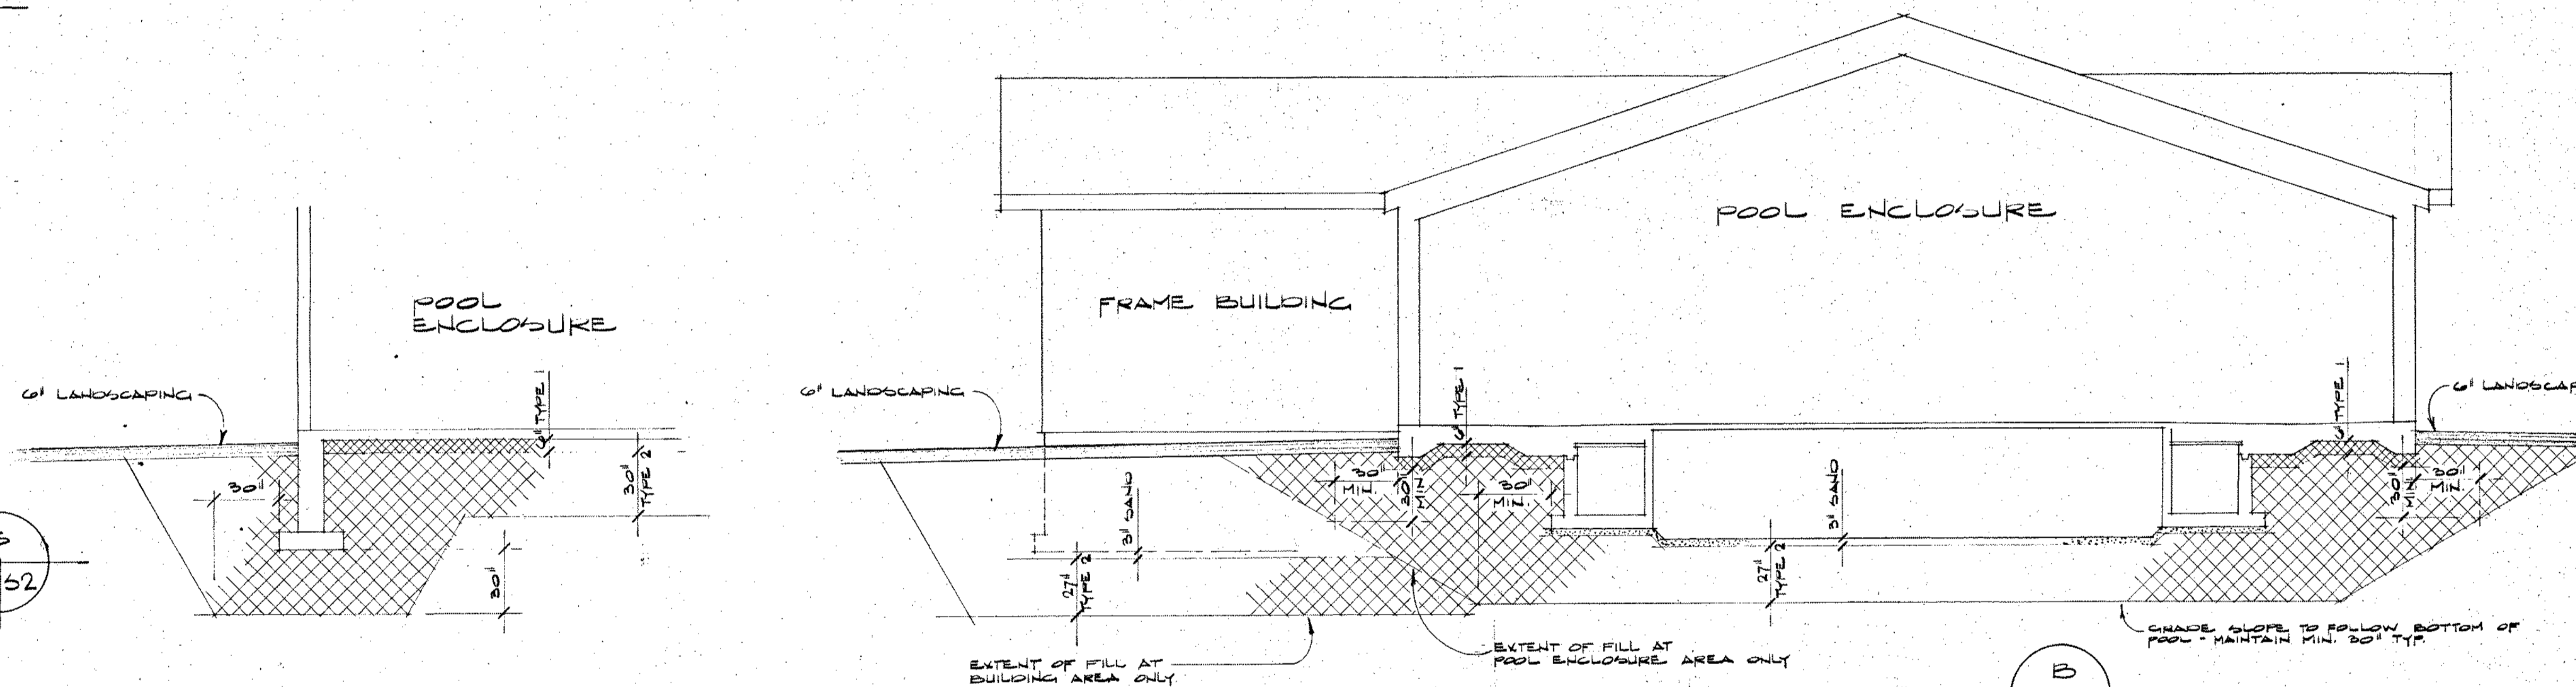 POOL
ENCLOSURE
6" LANDSCAPING
6" TYPE 1
30" TYPE 2
30"
30"
S2
POOL ENCLOSURE
FRAME BUILDING
6" LANDSCAPING
6" TYPE 1
6" TYPE 1
6" LANDSCAP
30"
MIN.
30"
MIN
30"
MIN.
3" SAND
27"
TYPE 2
3" SAND
27"
TYPE 2
30"
MIN
30"
MIN.
EXTENT OF FILL AT
BUILDING AREA ONLY
EXTENT OF FILL AT
POOL ENCLOSURE AREA ONLY
GRADE SLOPE TO FOLLOW BOTTOM OF
POOL - MAINTAIN MIN. 30" TYP.
B